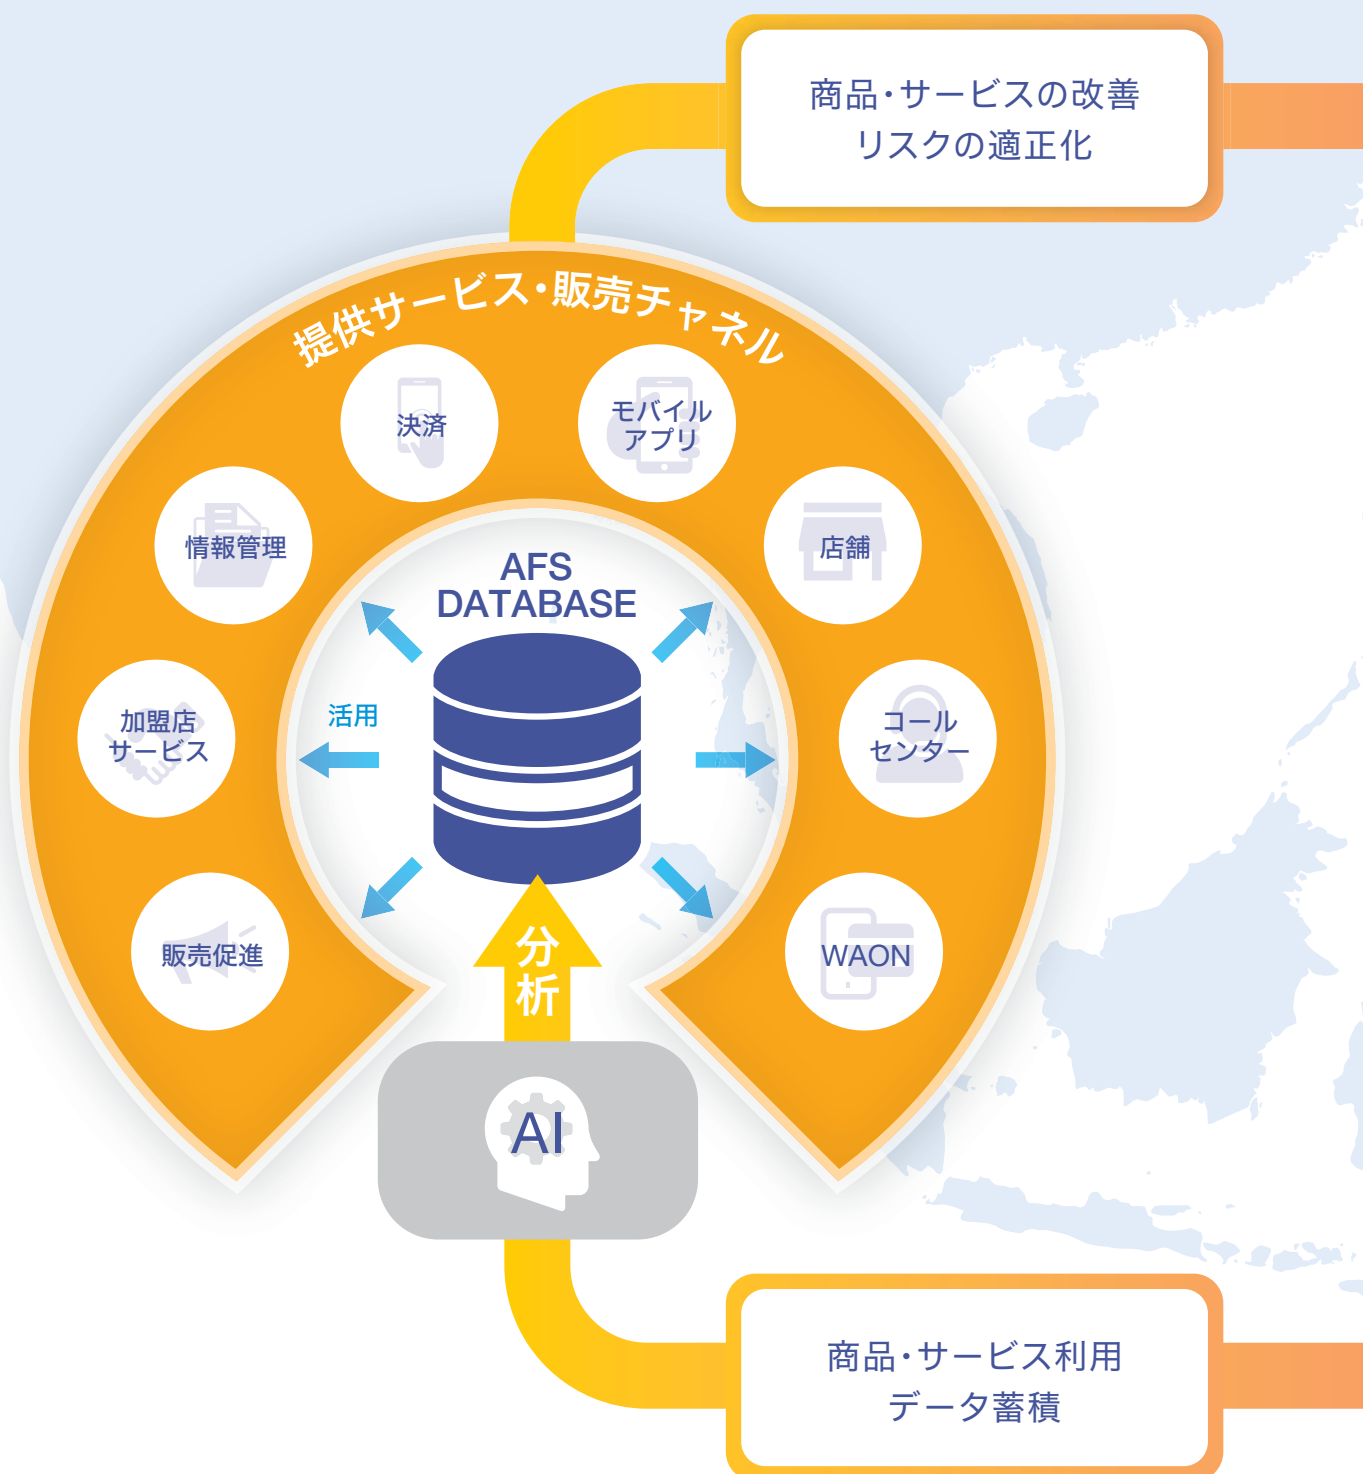 商品・サービスの改善
リスクの適正化
提供サービス・販売チャネル
決済
モバイル
アプリ
情報管理
店舗
AFS
DATABASE
加盟店
サービス
活用
コール
センター
販売促進
WAON
分
析
AI
商品・サービス利用
データ蓄積